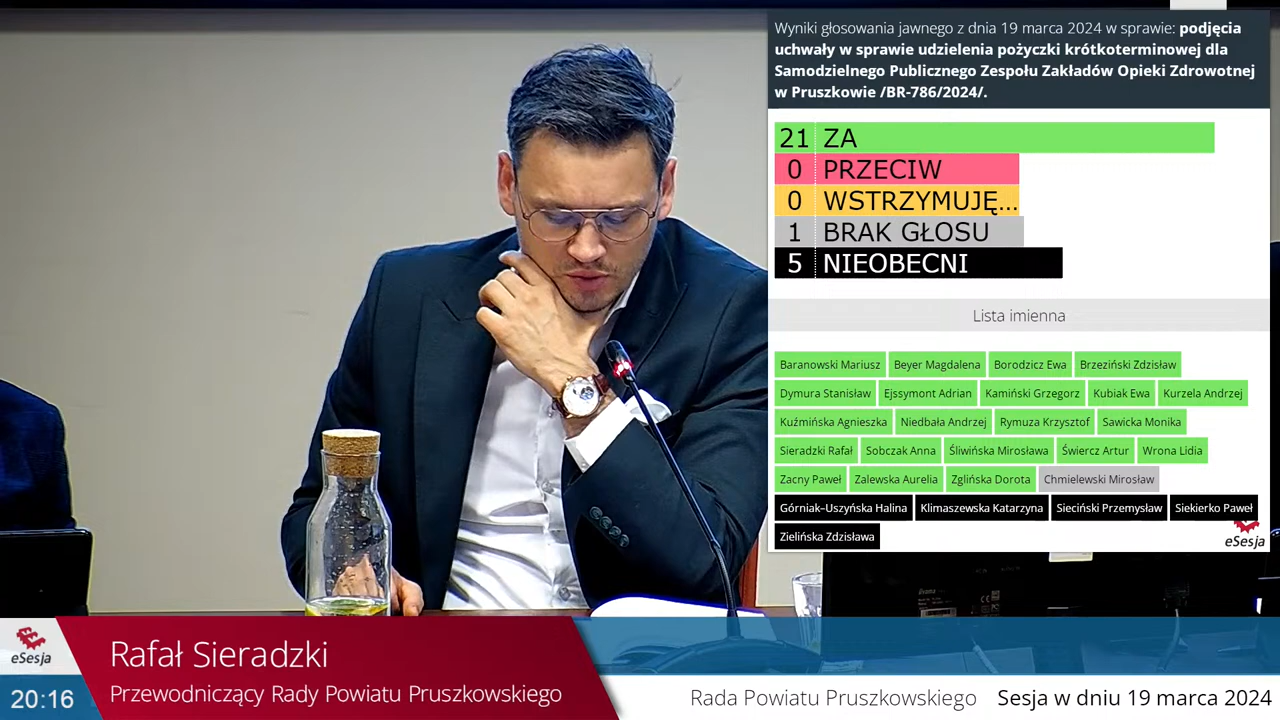 Wyniki głosowania jawnego z dnia 19 marca 2024 w sprawie: podjęcia
uchwały w sprawie udzielenia pożyczki krótkoterminowej dla
Samodzielnego Publicznego Zespołu Zakładów Opieki Zdrowotnej
w Pruszkowie /BR-786/2024/.
21 ZA
0 PRZECIW
0 WSTRZYMUJĘ...
1 BRAK GŁOSU
5 NIEOBECNI
Lista imienna
Baranowski Mariusz Beyer Magdalena Borodzicz Ewa Brzeziński Zdzisław
Dymura Stanisław Ejssymont Adrian Kamiński Grzegorz Kubiak Ewa Kurzela Andrzej
Kuźmińska Agnieszka Niedbała Andrzej Rymuza Krzysztof Sawicka Monika
Sieradzki Rafał Sobczak Anna Śliwińska Mirosława Świercz Artur Wrona Lidia
Zacny Paweł Zalewska Aurelia Zglińska Dorota Chmielewski Mirosław
Górniak–Uszyńska Halina Klimaszewska Katarzyna Sieciński Przemysław Siekierko Paweł
Zielińska Zdzisława
eSesja
Rafał Sieradzki
Przewodniczący Rady Powiatu Pruszkowskiego
eSesja
20:16
Rada Powiatu Pruszkowskiego Sesja w dniu 19 marca 2024